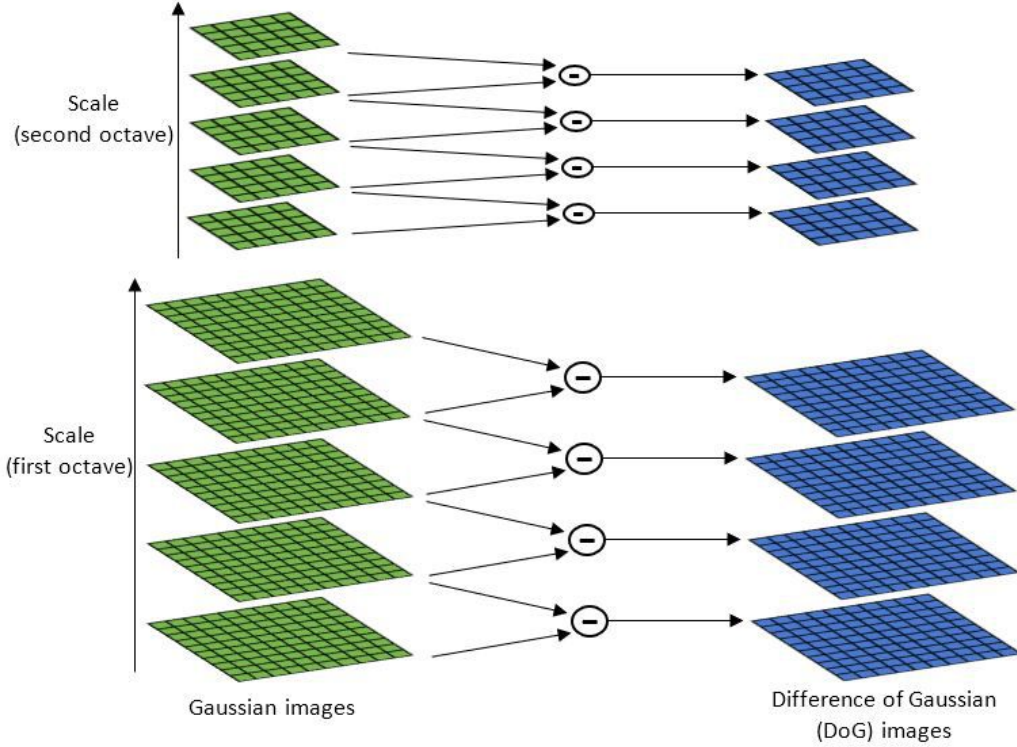 Scale
(second octave)
Scale
(first octave)
Gaussian images
Difference of Gaussian
(DoG) images